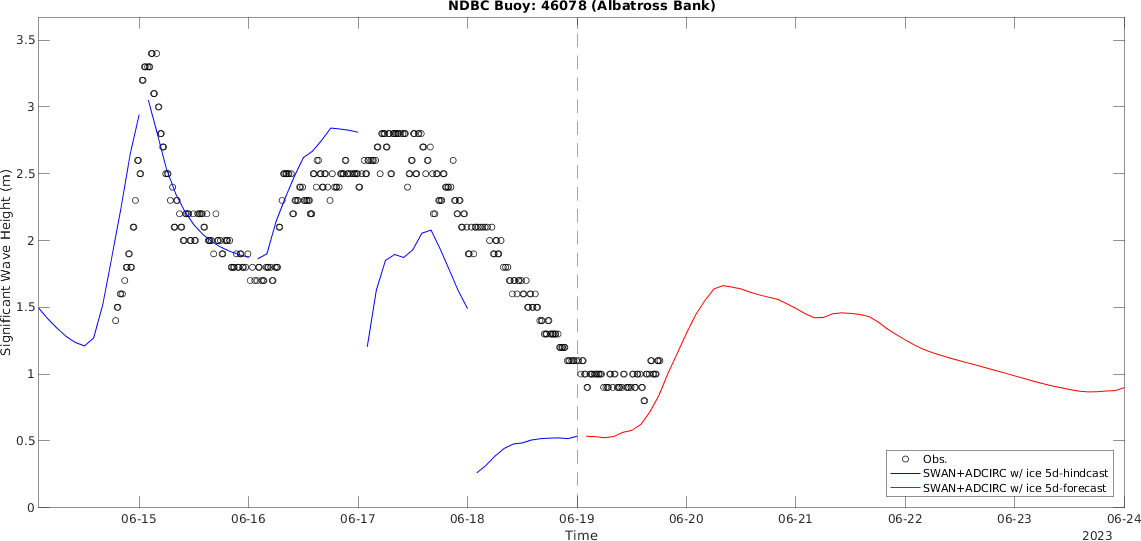 NDBC Buoy: 46078 (Albatross Bank)
Significant Wave Height (m)
3.5
3
2.5
2
1.5
1
0.5
0
Obs.
SWAN+ADCIRC w/ ice 5d-hindcast
SWAN+ADCIRC w/ ice 5d-forecast
06-15 06-16 06-17 06-18 06-19 06-20 06-21 06-22 06-23 06-24
Time
2023